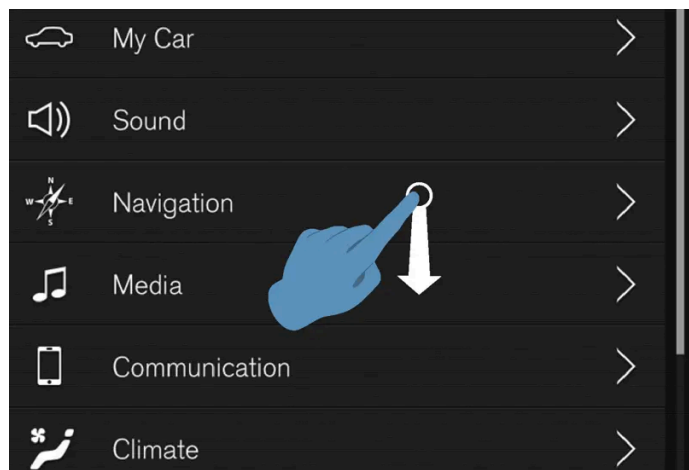 My Car
Sound
N
W E
Navigation
S
Media
Communication
Climate